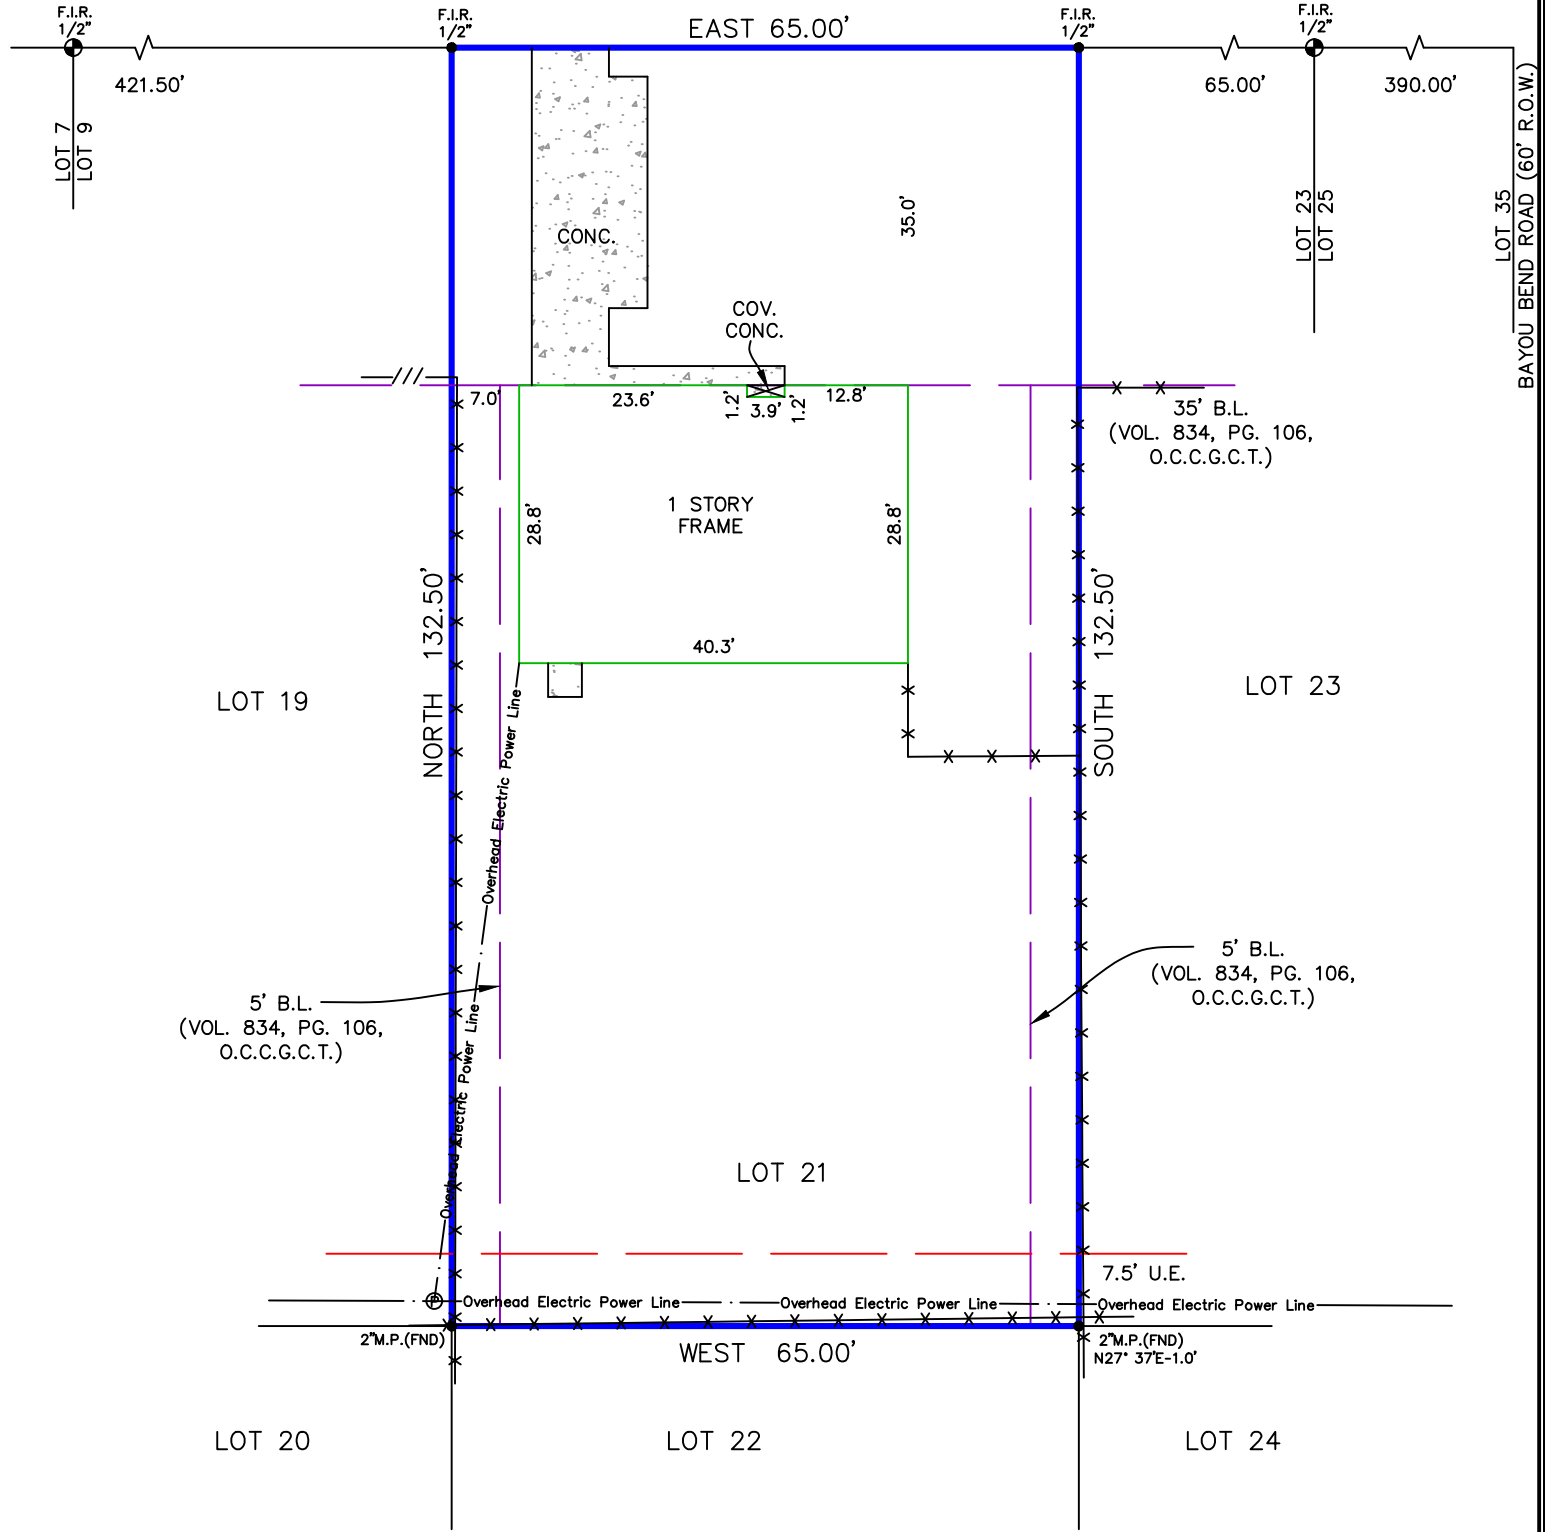 F.I.R.
1/2"
F.I.R.
1/2"
EAST 65.00'
F.I.R.
1/2"
F.I.R.
1/2"
421.50'
65.00'
390.00'
LOT 7
LOT 9
LOT 23
LOT 25
LOT 35
BAYOU BEND ROAD (60' R.O.W.)
35.0'
CONC.
COV.
CONC.
7.0'
23.6'
1.2'
3.9'
1.2'
12.8'
35' B.L.
(VOL. 834, PG. 106,
O.C.C.G.C.T.)
28.8'
1 STORY
FRAME
28.8'
NORTH 132.50'
SOUTH 132.50'
40.3'
LOT 19
LOT 23
Overhead Electric Power Line
Overhead Electric Power Line
Overhead Electric Power Line
5' B.L.
(VOL. 834, PG. 106,
O.C.C.G.C.T.)
5' B.L.
(VOL. 834, PG. 106,
O.C.C.G.C.T.)
LOT 21
7.5' U.E.
P
Overhead Electric Power Line
Overhead Electric Power Line
Overhead Electric Power Line
2"M.P.(FND)
WEST 65.00'
2"M.P.(FND)
N27° 37'E-1.0'
LOT 20
LOT 22
LOT 24